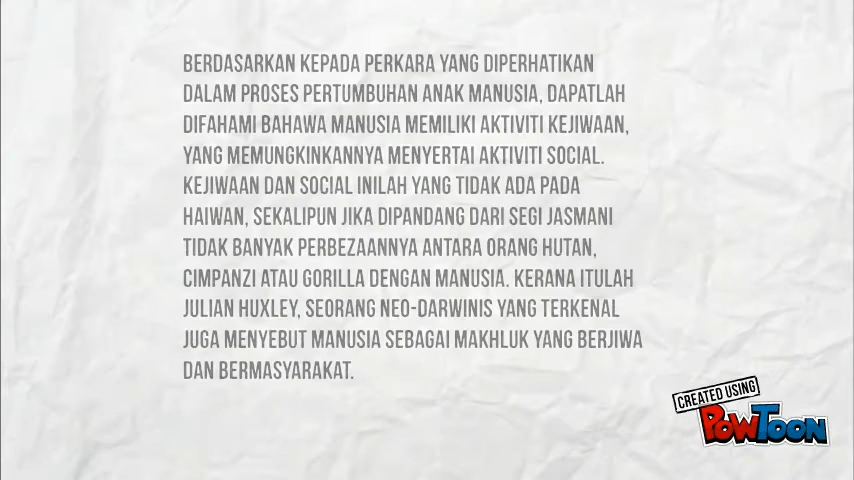 BERDASARKAN KEPADA PERKARA YANG DIPERHATIKAN
DALAM PROSES PERTUMBUHAN ANAK MANUSIA, DAPATLAH
DIFAHAMI BAHAWA MANUSIA MEMILIKI AKTIVITI KEJIWAAN,
YANG MEMUNGKINKANNYA MENYERTAI AKTIVITI SOCIAL.
KEJIWAAN DAN SOCIAL INILAH YANG TIDAK ADA PADA
HAIWAN, SEKALIPUN JIKA DIPANDANG DARI SEGI JASMANI
TIDAK BANYAK PERBEZAANNYA ANTARA ORANG HUTAN,
CIMPANZI ATAU GORILLA DENGAN MANUSIA. KERANA ITULAH
JULIAN HUXLEY, SEORANG NEO-DARWINIS YANG TERKENAL
JUGA MENYEBUT MANUSIA SEBAGAI MAKHLUK YANG BERJIWA
DAN BERMASYARAKAT.
CREATED USING
POWTOON